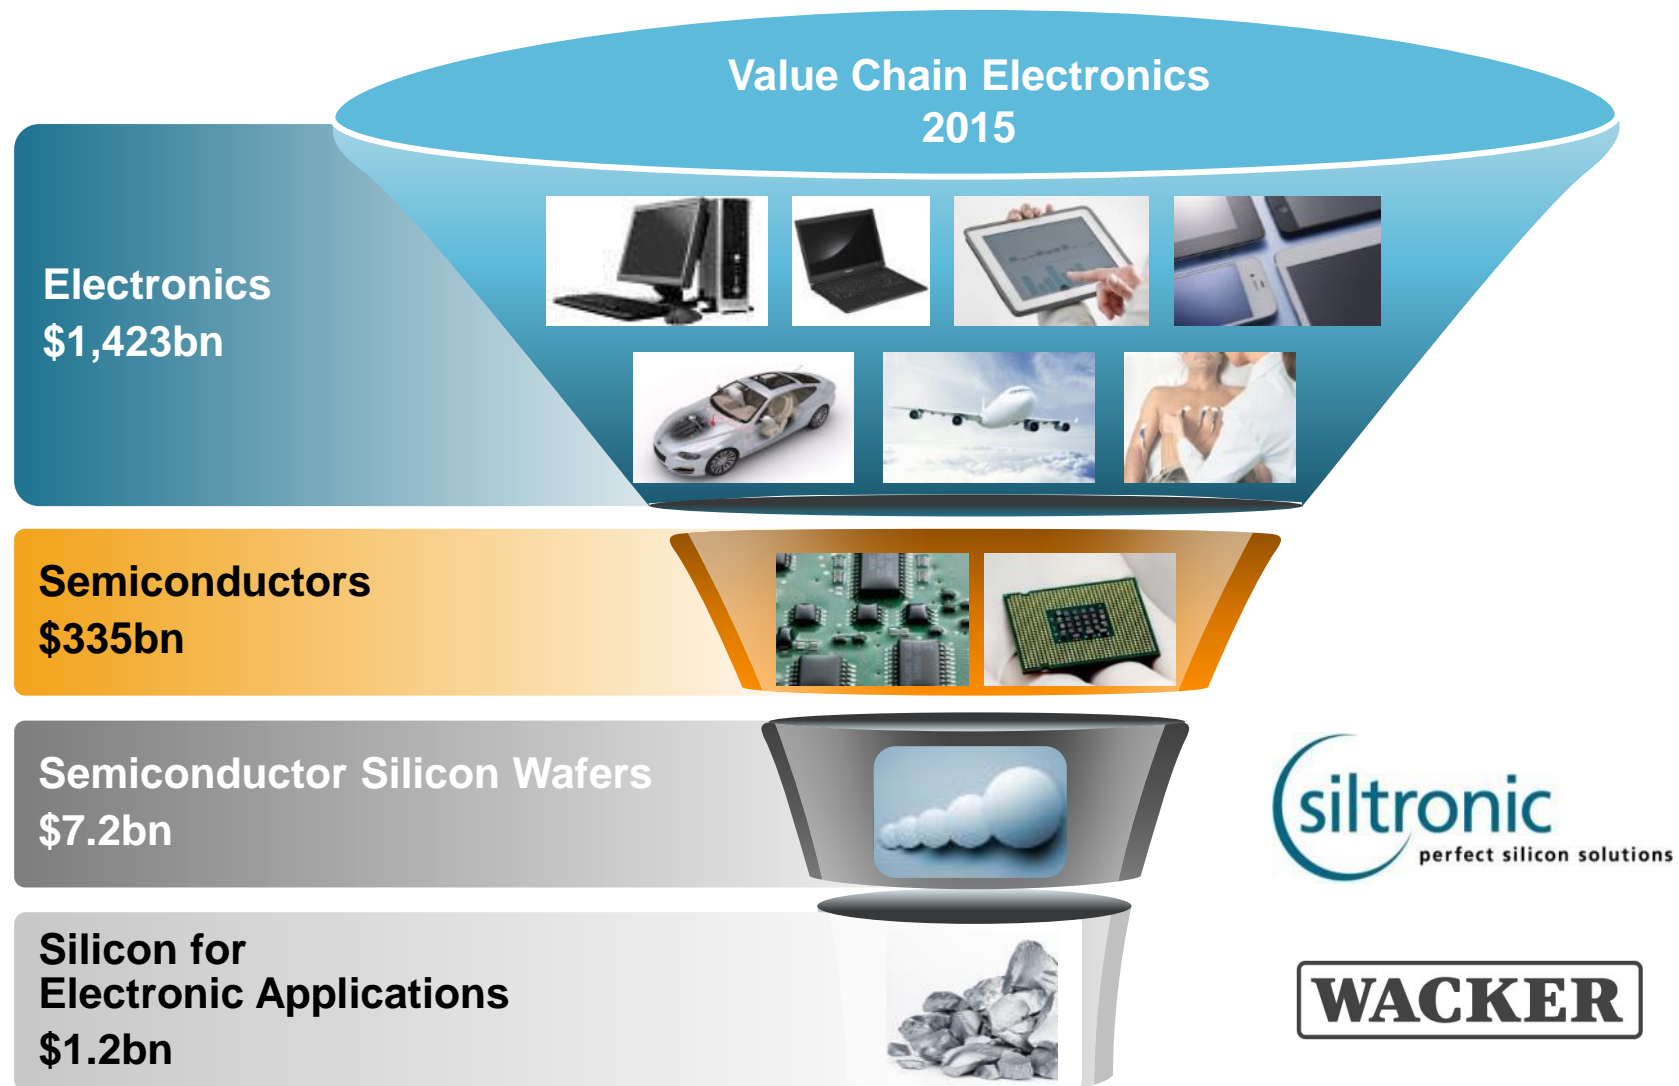 Value Chain Electronics
2015
Electronics
$1,423bn
Semiconductors
$335bn
Semiconductor Silicon Wafers
$7.2bn
siltronic
perfect silicon solutions
Silicon for
Electronic Applications
$1.2bn
WACKER